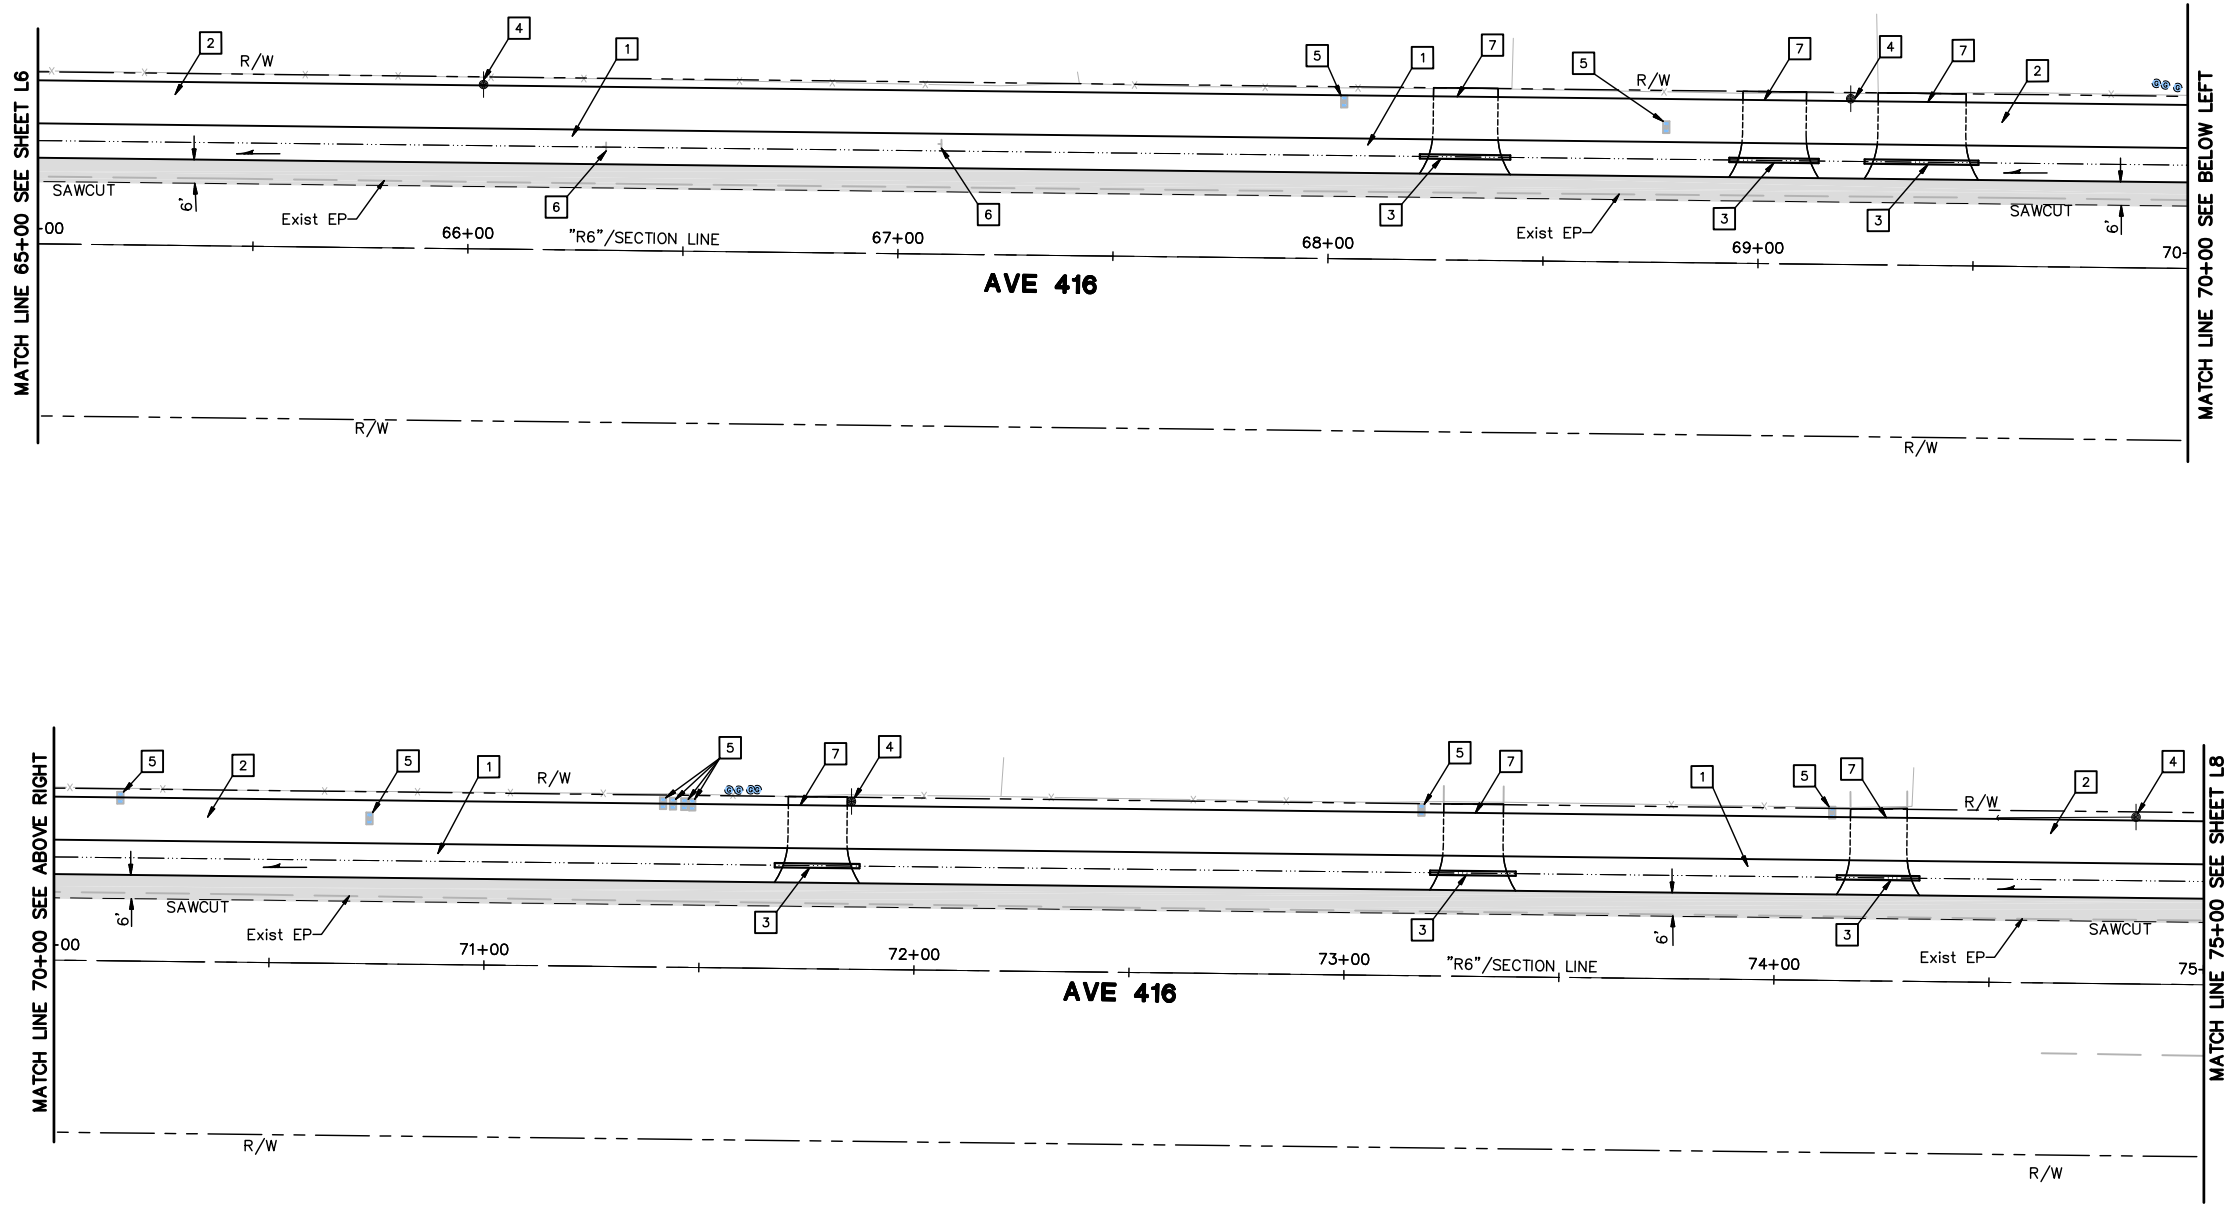 MATCH LINE 65+00 SEE SHEET L6
2
R/W
4
1
5
1
7
5
R/W
7
4
7
2
MATCH LINE 70+00 SEE BELOW LEFT
SAWCUT
6'
Exist EP
6
6
3
Exist EP
3
3
SAWCUT
6'
00
66+00
"R6"/SECTION LINE
67+00
68+00
69+00
70
AVE 416
R/W
R/W
MATCH LINE 70+00 SEE ABOVE RIGHT
5
2
5
1
R/W
5
7
4
5
7
1
5
7
R/W
2
4
MATCH LINE 75+00 SEE SHEET L8
6'
SAWCUT
Exist EP
3
3
6'
3
Exist EP
SAWCUT
00
71+00
72+00
73+00
"R6"/SECTION LINE
74+00
75
AVE 416
R/W
R/W